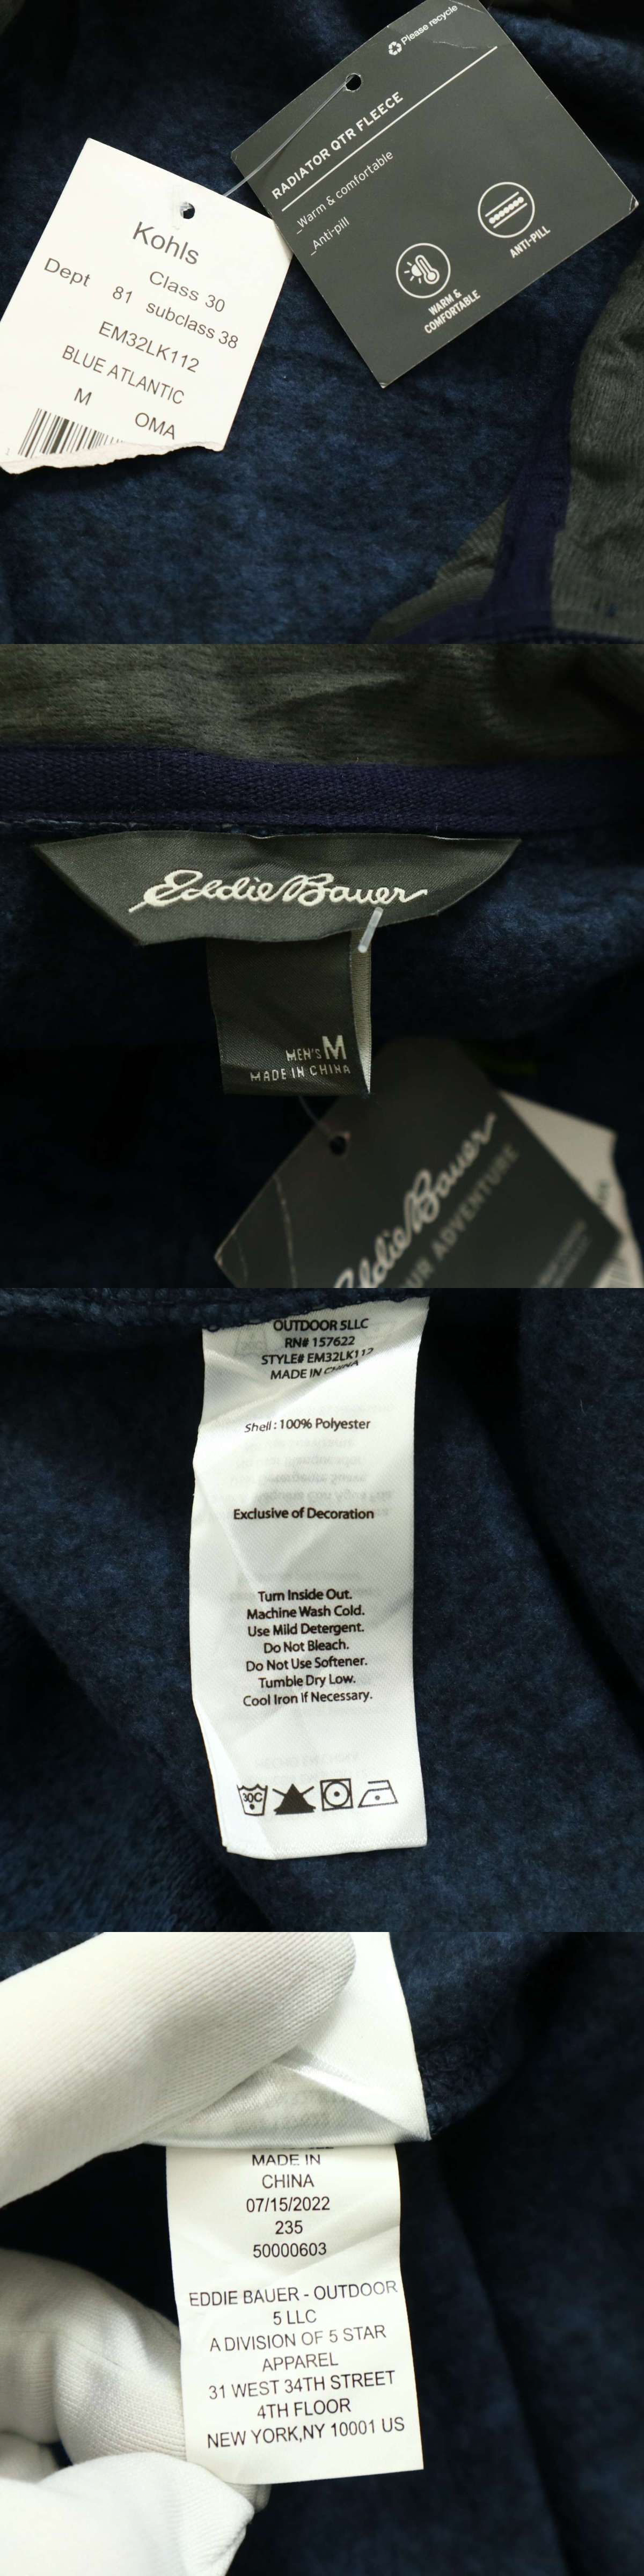 Please recycle
RADIATOR QTR FLEECE
_Warm & comfortable
_Anti-pill
WARM &
COMFORTABLE
ANTI-PILL
Kohls
Class 30
Dept 81 subclass 38
EM32LK112
BLUE ATLANTIC
M
OMA
Eddie Bauer
MEN'S M
MADE IN CHINA
Eddie Bauer
UR ADVENTURE
OUTDOOR 5LLC
RN# 157622
STYLE# EM32LK112
MADE IN CHINA
Shell: 100% Polyester
Exclusive of Decoration
Turn Inside Out.
Machine Wash Cold.
Use Mild Detergent.
Do Not Bleach.
Do Not Use Softener.
Tumble Dry Low.
Cool Iron if Necessary.
30C
MADE IN
CHINA
07/15/2022
235
50000603
EDDIE BAUER - OUTDOOR
5 LLC
A DIVISION OF 5 STAR
APPAREL
31 WEST 34TH STREET
4TH FLOOR
NEW YORK,NY 10001 US